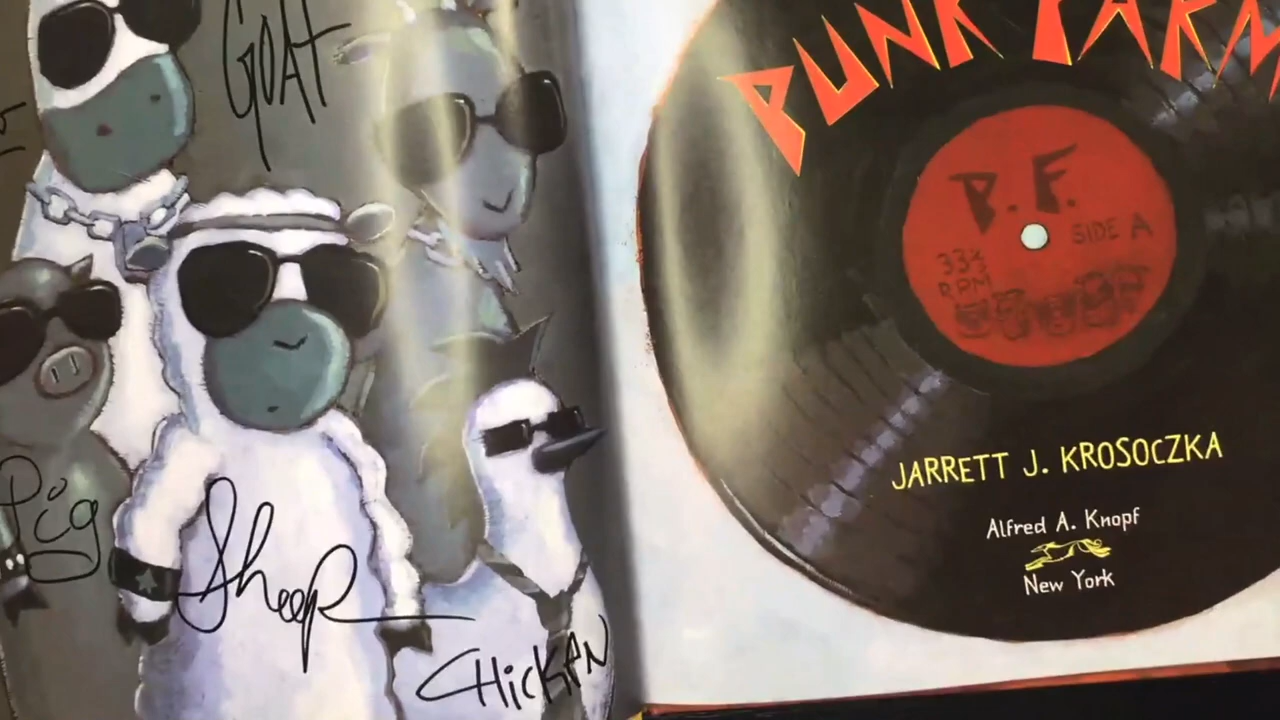 GOAT
Pig
Sheep
CHICKEN
PUNK FARM
P.F.
SIDE A
33⅓
RPM
JARRETT J. KROSOCZKA
Alfred A. Knopf
New York